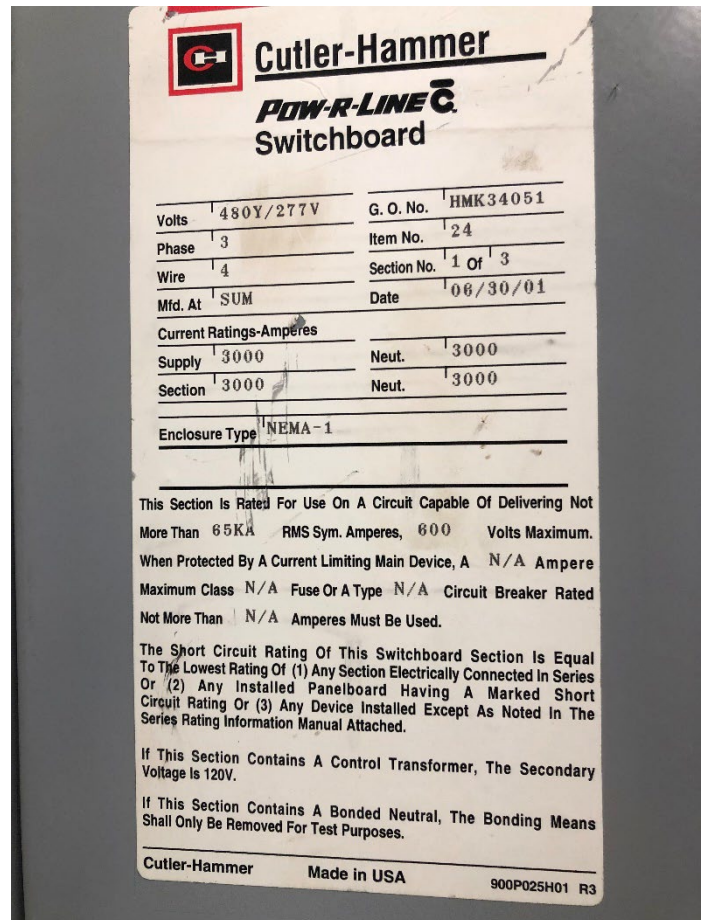 Cutler-Hammer
POW-R-LINE C.
Switchboard
Volts 480Y/277V G. O. No. HMK34051
Phase 3 Item No. 24
Wire 4 Section No. 1 Of 3
Mfd. At SUM Date 06/30/01
Current Ratings-Amperes
Supply 3000 Neut. 3000
Section 3000 Neut. 3000
Enclosure Type NEMA-1
This Section Is Rated For Use On A Circuit Capable Of Delivering Not
More Than 65KA RMS Sym. Amperes, 600 Volts Maximum.
When Protected By A Current Limiting Main Device, A N/A Ampere
Maximum Class N/A Fuse Or A Type N/A Circuit Breaker Rated
Not More Than N/A Amperes Must Be Used.
The Short Circuit Rating Of This Switchboard Section Is Equal
To The Lowest Rating Of (1) Any Section Electrically Connected In Series
Or (2) Any Installed Panelboard Having A Marked Short
Circuit Rating Or (3) Any Device Installed Except As Noted In The
Series Rating Information Manual Attached.
If This Section Contains A Control Transformer, The Secondary
Voltage Is 120V.
If This Section Contains A Bonded Neutral, The Bonding Means
Shall Only Be Removed For Test Purposes.
Cutler-Hammer Made in USA 900P025H01 R3